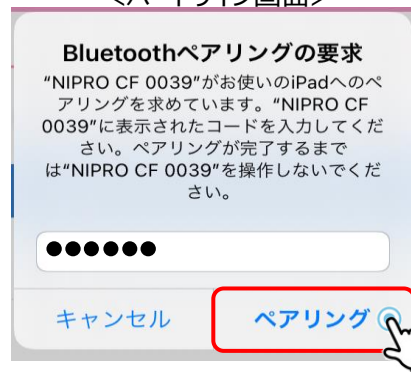 Bluetoothペアリングの要求
“NIPRO CF 0039”がお使いのiPadへのペ
アリングを求めています。“NIPRO CF
0039”に表示されたコードを入力してくだ
さい。ペアリングが完了するまで
は“NIPRO CF 0039”を操作しないでくだ
さい。
●●●●●●
キャンセル ペアリング